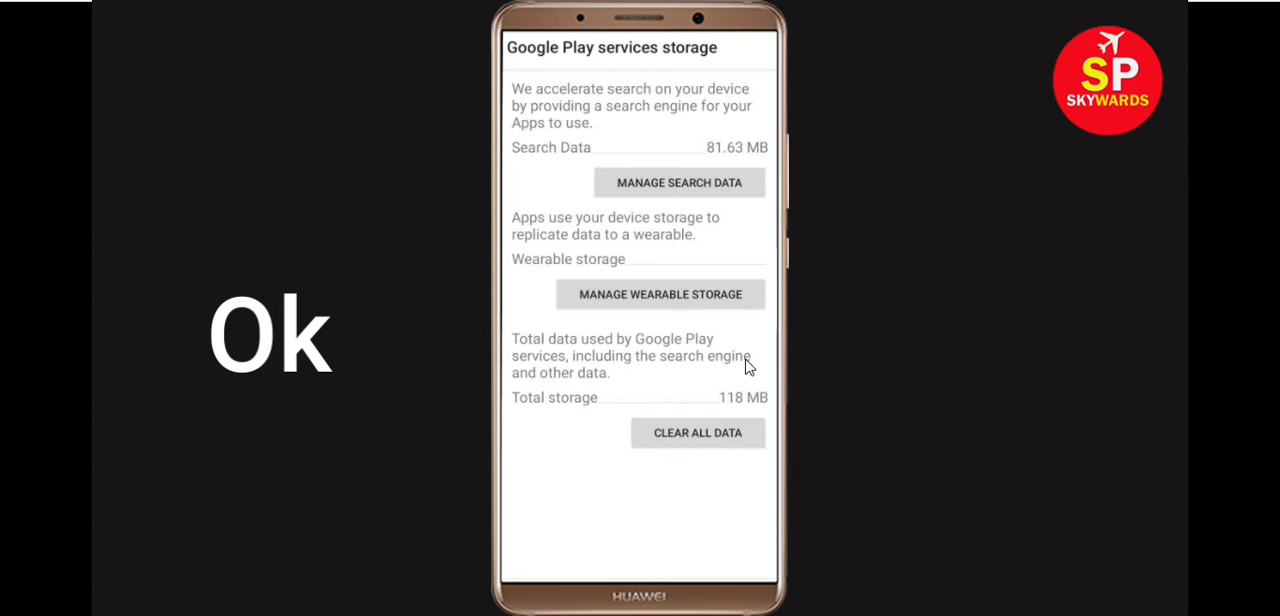 Google Play services storage
We accelerate search on your device
by providing a search engine for your
Apps to use.
Search Data 81.63 MB
MANAGE SEARCH DATA
Apps use your device storage to
replicate data to a wearable.
Wearable storage
MANAGE WEARABLE STORAGE
Total data used by Google Play
services, including the search engine
and other data.
Total storage 118 MB
CLEAR ALL DATA
HUAWEI
Ok
SP
SKYWARDS